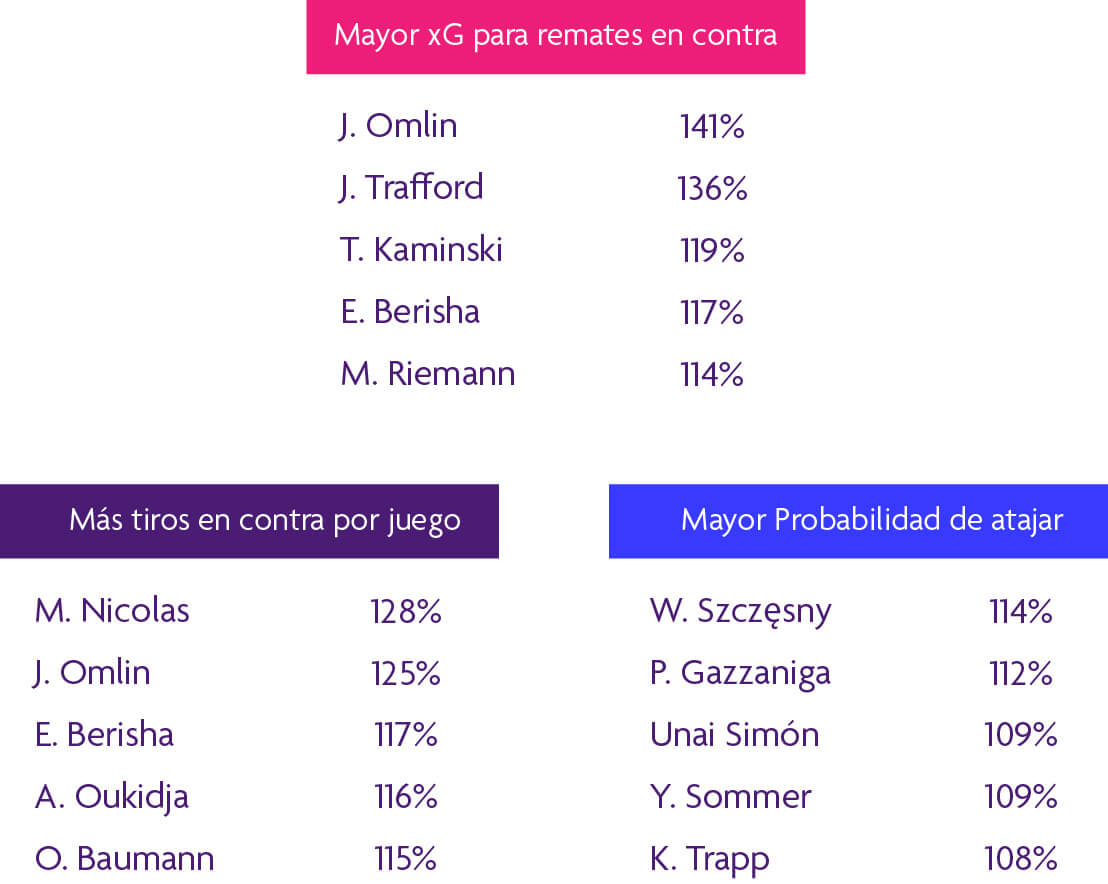 Mayor xG para remates en contra
J. Omlin 141%
J. Trafford 136%
T. Kaminski 119%
E. Berisha 117%
M. Riemann 114%
Más tiros en contra por juego
M. Nicolas 128%
J. Omlin 125%
E. Berisha 117%
A. Oukidja 116%
O. Baumann 115%
Mayor Probabilidad de atajar
W. Szczęsny 114%
P. Gazzaniga 112%
Unai Simón 109%
Y. Sommer 109%
K. Trapp 108%